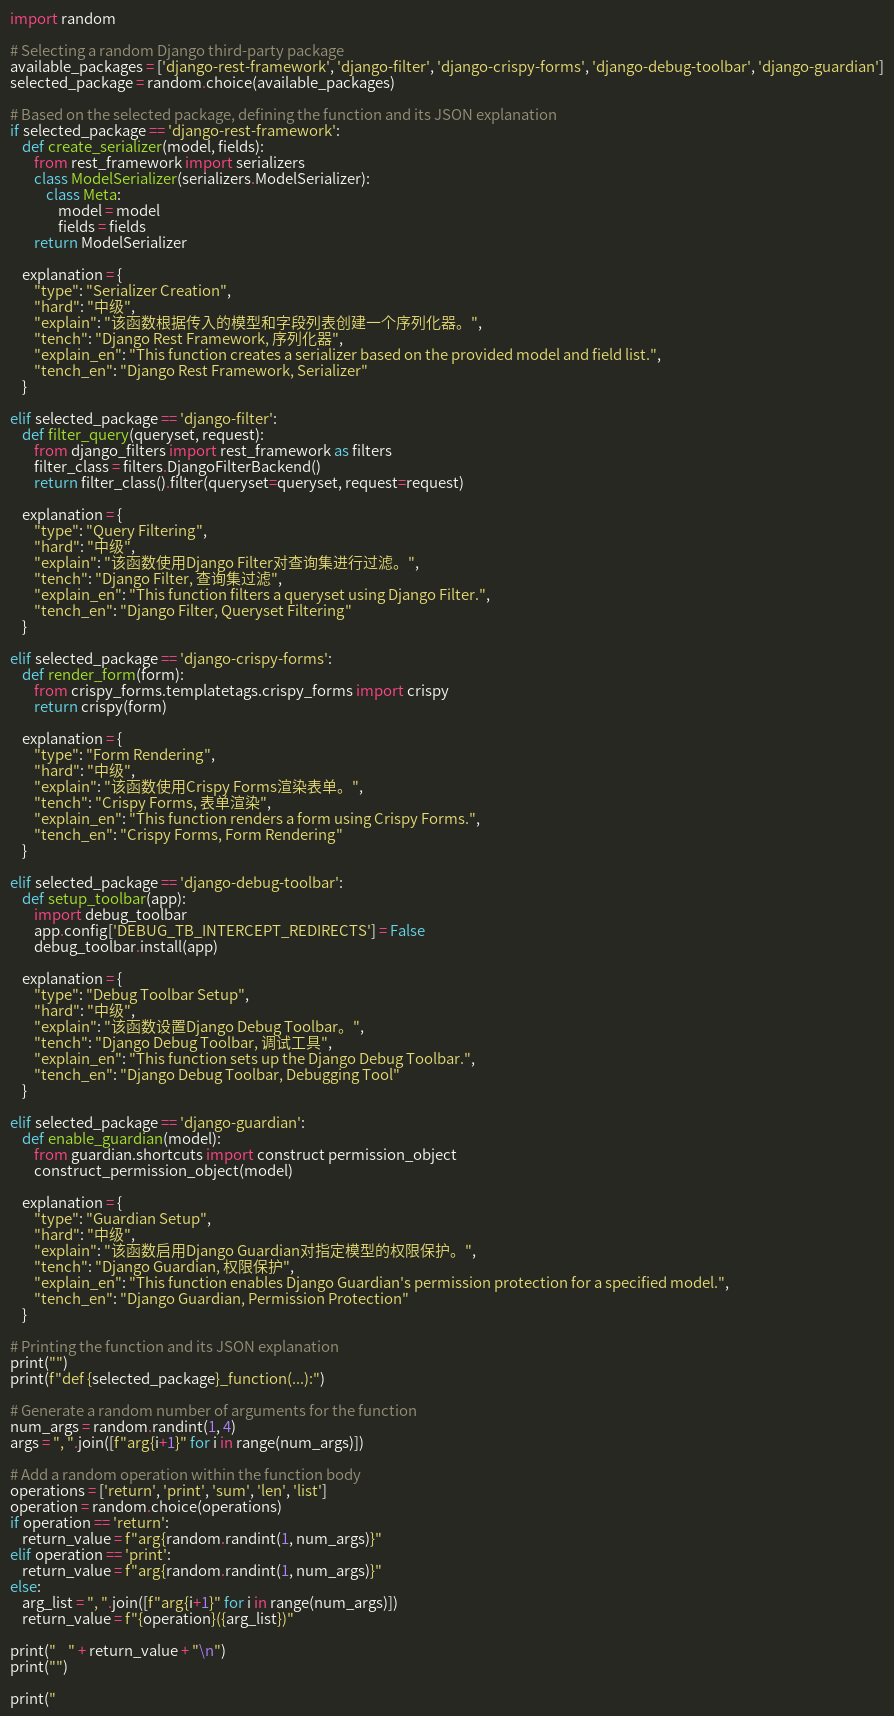 import random
# Selecting a random Django third-party package
available_packages = ['django-rest-framework', 'django-filter', 'django-crispy-forms', 'django-debug-toolbar', 'django-guardian']
selected_package = random.choice(available_packages)
# Based on the selected package, defining the function and its JSON explanation
if selected_package == 'django-rest-framework':
def create_serializer(model, fields):
from rest_framework import serializers
class ModelSerializer(serializers.ModelSerializer):
class Meta:
model = model
fields = fields
return ModelSerializer
explanation = {
"type": "Serializer Creation",
"hard": "中级",
"explain": "该函数根据传入的模型和字段列表创建一个序列化器。",
"tench": "Django Rest Framework, 序列化器",
"explain_en": "This function creates a serializer based on the provided model and field list.",
"tench_en": "Django Rest Framework, Serializer"
}
elif selected_package == 'django-filter':
def filter_query(queryset, request):
from django_filters import rest_framework as filters
filter_class = filters.DjangoFilterBackend()
return filter_class().filter(queryset=queryset, request=request)
explanation = {
"type": "Query Filtering",
"hard": "中级",
"explain": "该函数使用Django Filter对查询集进行过滤。",
"tench": "Django Filter, 查询集过滤",
"explain_en": "This function filters a queryset using Django Filter.",
"tench_en": "Django Filter, Queryset Filtering"
}
elif selected_package == 'django-crispy-forms':
def render_form(form):
from crispy_forms.templatetags.crispy_forms import crispy
return crispy(form)
explanation = {
"type": "Form Rendering",
"hard": "中级",
"explain": "该函数使用Crispy Forms渲染表单。",
"tench": "Crispy Forms, 表单渲染",
"explain_en": "This function renders a form using Crispy Forms.",
"tench_en": "Crispy Forms, Form Rendering"
}
elif selected_package == 'django-debug-toolbar':
def setup_toolbar(app):
import debug_toolbar
app.config['DEBUG_TB_INTERCEPT_REDIRECTS'] = False
debug_toolbar.install(app)
explanation = {
"type": "Debug Toolbar Setup",
"hard": "中级",
"explain": "该函数设置Django Debug Toolbar。",
"tench": "Django Debug Toolbar, 调试工具",
"explain_en": "This function sets up the Django Debug Toolbar.",
"tench_en": "Django Debug Toolbar, Debugging Tool"
}
elif selected_package == 'django-guardian':
def enable_guardian(model):
from guardian.shortcuts import construct permission_object
construct_permission_object(model)
explanation = {
"type": "Guardian Setup",
"hard": "中级",
"explain": "该函数启用Django Guardian对指定模型的权限保护。",
"tench": "Django Guardian, 权限保护",
"explain_en": "This function enables Django Guardian's permission protection for a specified model.",
"tench_en": "Django Guardian, Permission Protection"
}
# Printing the function and its JSON explanation
print("")
print(f"def {selected_package}_function(...):")
# Generate a random number of arguments for the function
num_args = random.randint(1, 4)
args = ", ".join([f"arg{i+1}" for i in range(num_args)])
# Add a random operation within the function body
operations = ['return', 'print', 'sum', 'len', 'list']
operation = random.choice(operations)
if operation == 'return':
return_value = f"arg{random.randint(1, num_args)}"
elif operation == 'print':
return_value = f"arg{random.randint(1, num_args)}"
else:
arg_list = ", ".join([f"arg{i+1}" for i in range(num_args)])
return_value = f"{operation}({arg_list})"
print("    " + return_value + "\n")
print("")
print("